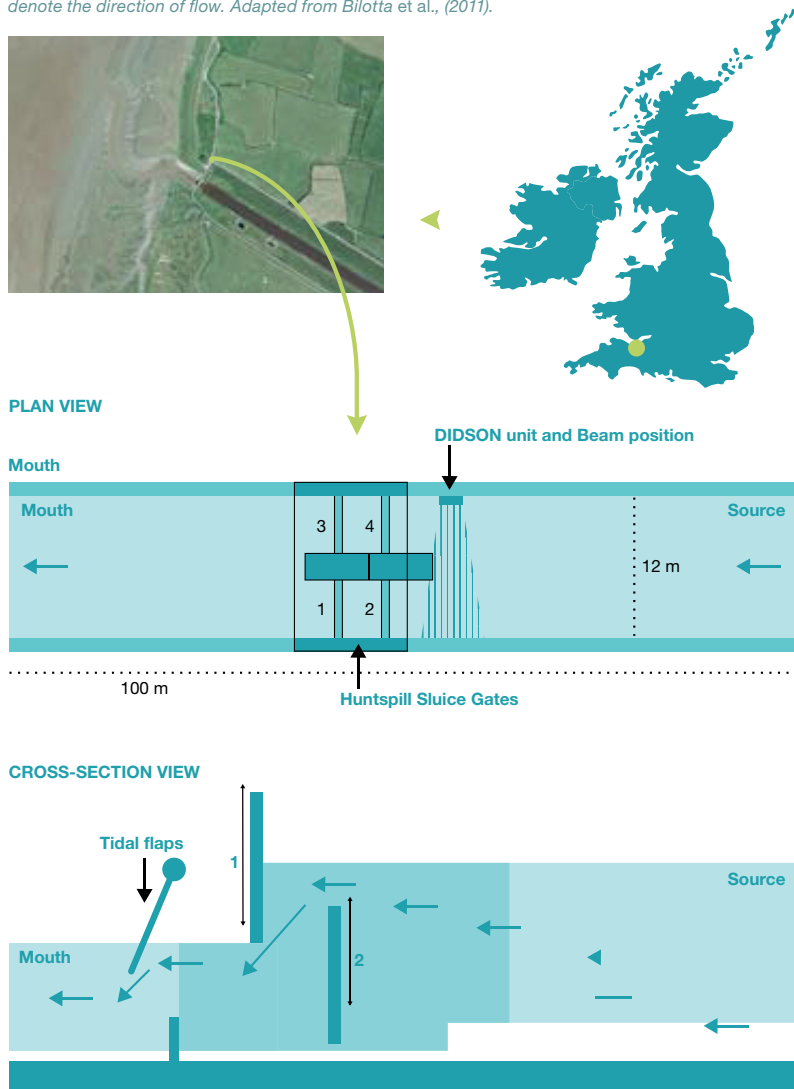 denote the direction of flow. Adapted from Bilotta et al., (2011).
PLAN VIEW
DIDSON unit and Beam position
Mouth
Mouth
Source
3
4
12 m
1
2
100 m
Huntspill Sluice Gates
CROSS-SECTION VIEW
Tidal flaps
1
Source
Mouth
2